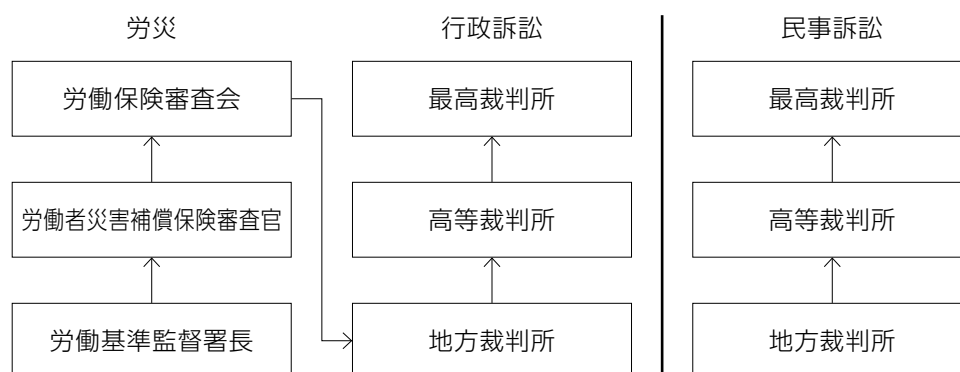 労災
行政訴訟
民事訴訟
労働保険審査会
最高裁判所
最高裁判所
労働者災害補償保険審査官
高等裁判所
高等裁判所
労働基準監督署長
地方裁判所
地方裁判所